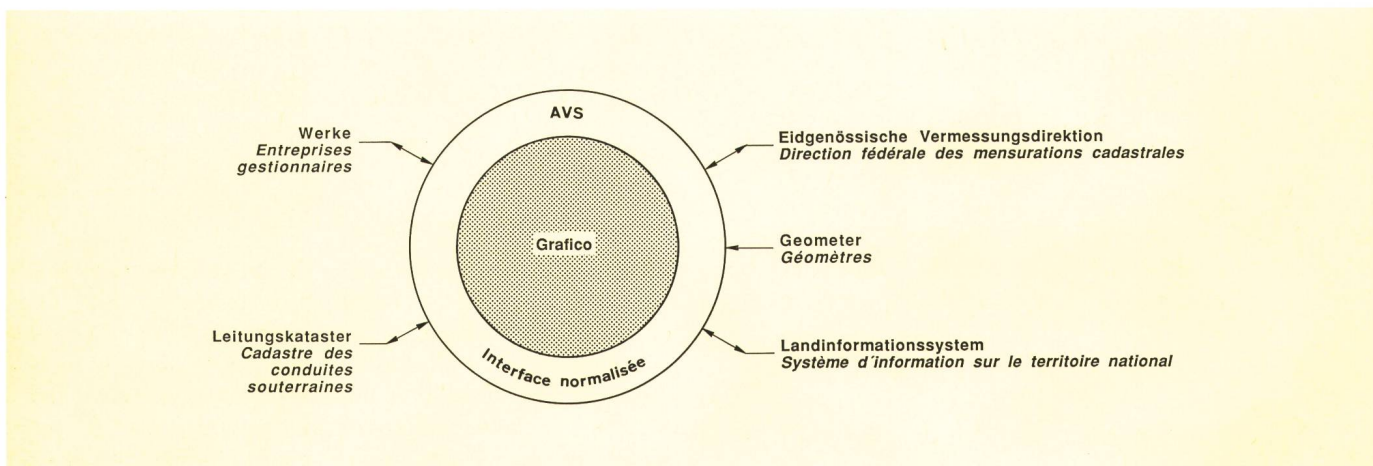 AVS
Grafico
Interface normalisée
Werke
Entreprises
gestionnaires
Leitungskataster
Cadastre des
conduites
souterraines
Eidgenössische Vermessungsdirektion
Direction fédérale des mensurations cadastrales
Geometer
Géomètres
Landinformationssystem
Système d'information sur le territoire national